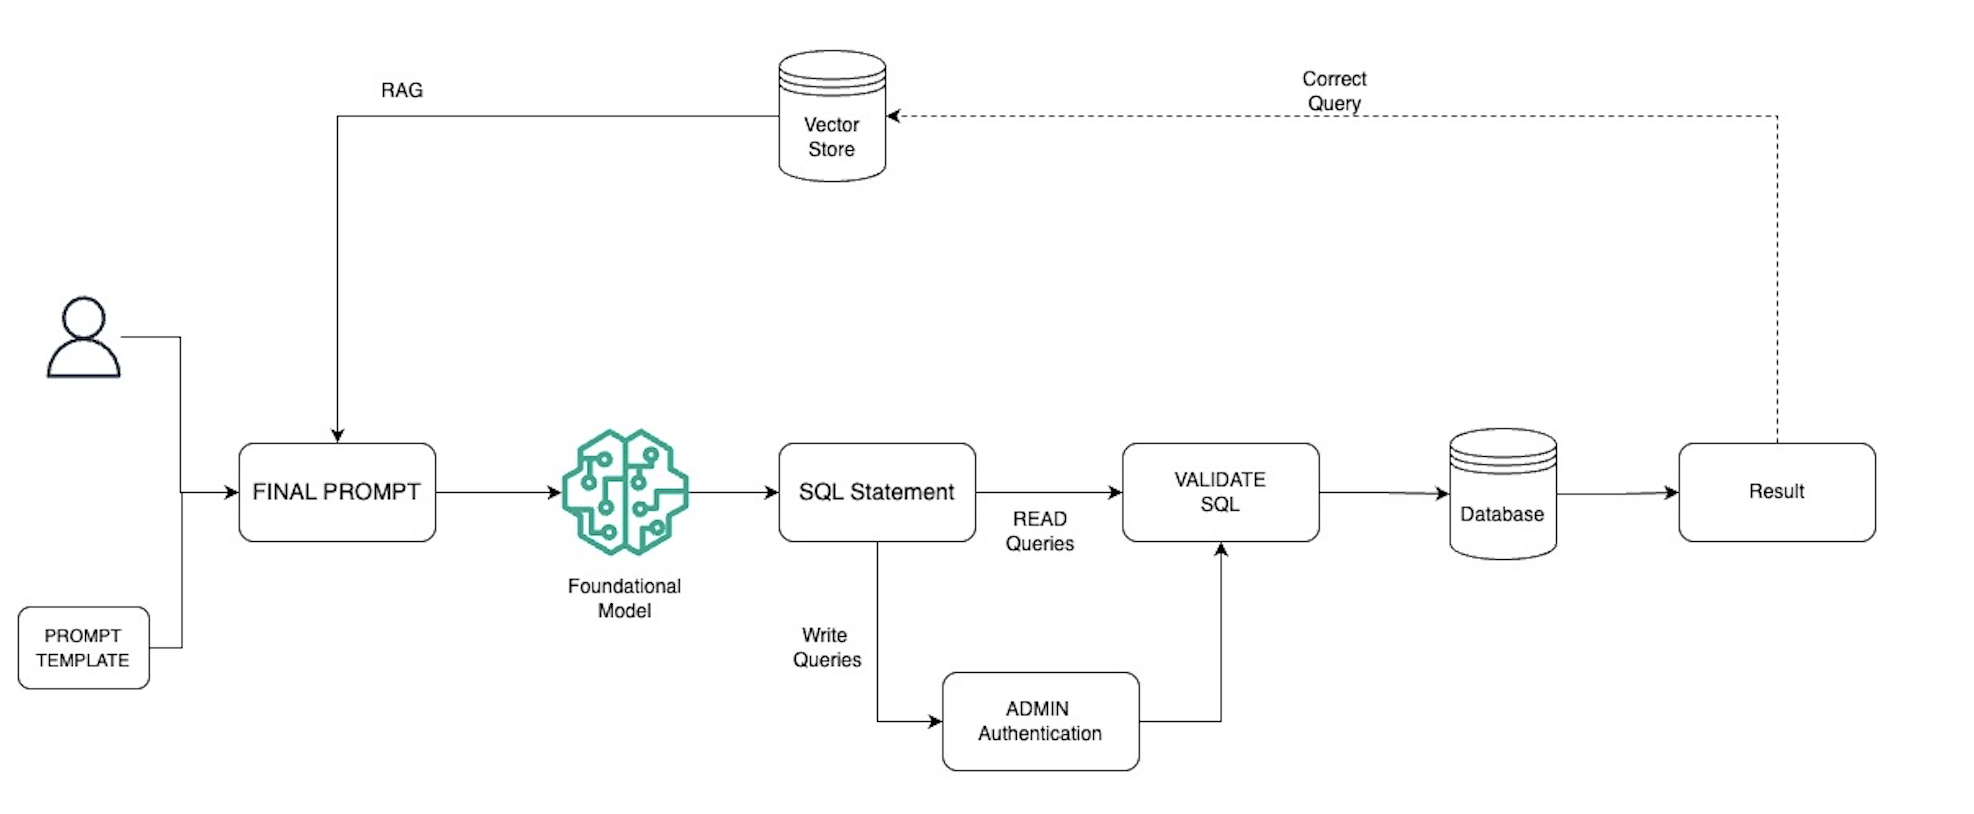 RAG
Correct
Query
Vector
Store
FINAL PROMPT
SQL Statement
VALIDATE
SQL
Database
Result
READ
Queries
Foundational
Model
PROMPT
TEMPLATE
Write
Queries
ADMIN
Authentication